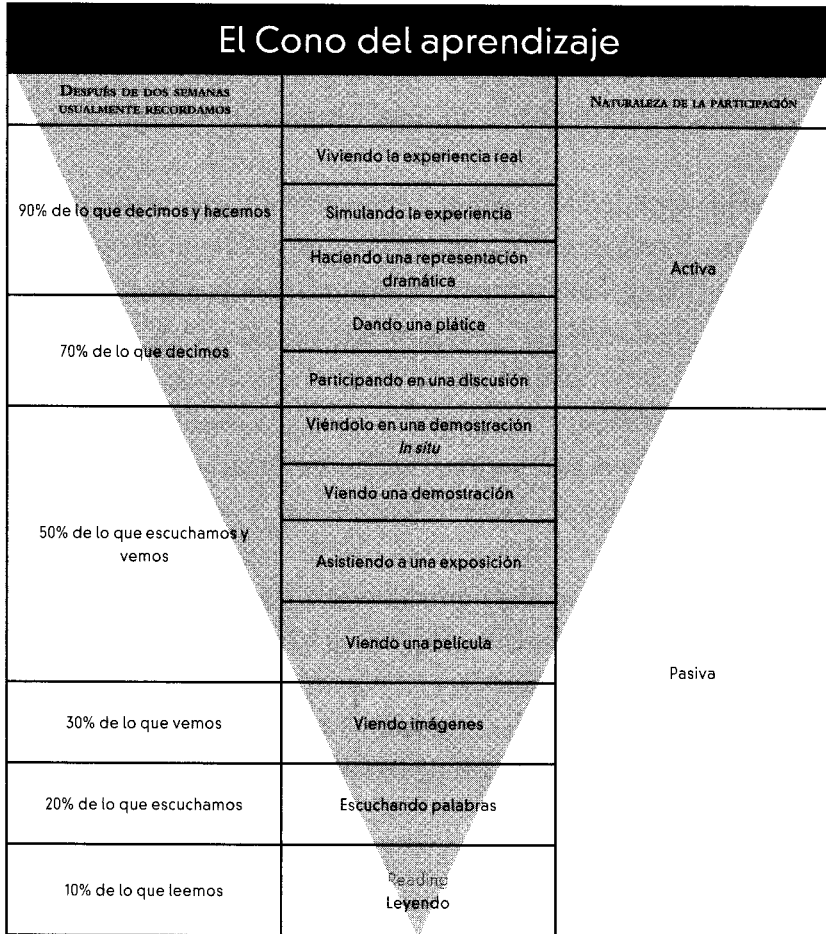 El Cono del aprendizaje
DESPUÉS DE DOS SEMANAS
USUALMENTE RECORDAMOS
NATURALEZA DE LA PARTICIPACIÓN
Viviendo la experiencia real
90% de lo que decimos y hacemos
Simulando la experiencia
Haciendo una representación
dramática
Activa
Dando una plática
70% de lo que decimos
Participando en una discusión
Viéndolo en una demostración
in situ
Viendo una demostración
50% de lo que escuchamos y
vemos
Asistiendo a una exposición
Viendo una película
Pasiva
30% de lo que vemos
Viendo imágenes
20% de lo que escuchamos
Escuchando palabras
10% de lo que leemos
Reading
Leyendo